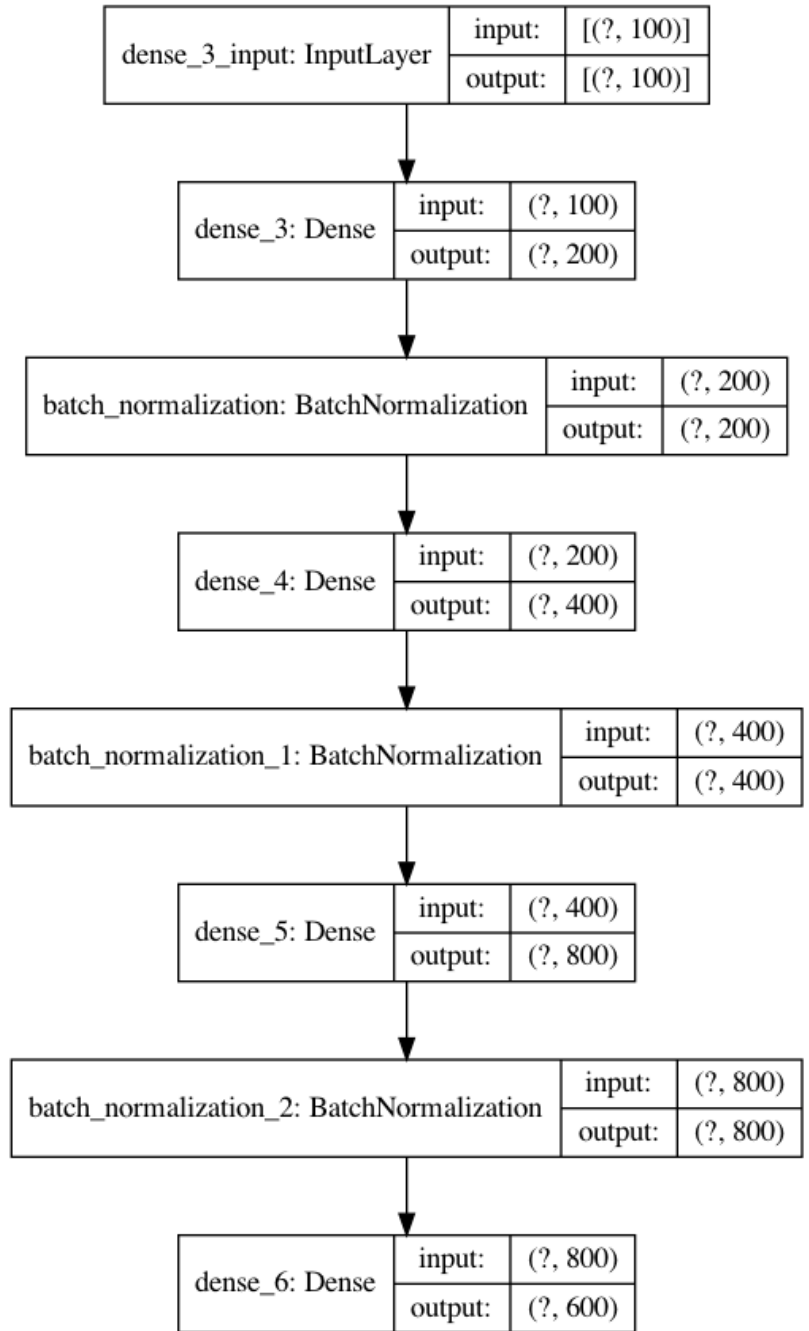 dense_3_input: InputLayer
input: [(?, 100)]
output: [(?, 100)]
dense_3: Dense
input: (?, 100)
output: (?, 200)
batch_normalization: BatchNormalization
input: (?, 200)
output: (?, 200)
dense_4: Dense
input: (?, 200)
output: (?, 400)
batch_normalization_1: BatchNormalization
input: (?, 400)
output: (?, 400)
dense_5: Dense
input: (?, 400)
output: (?, 800)
batch_normalization_2: BatchNormalization
input: (?, 800)
output: (?, 800)
dense_6: Dense
input: (?, 800)
output: (?, 600)